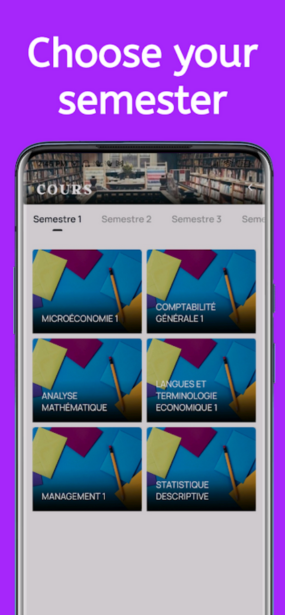 Choose your
semester
COURS
Semestre 1 Semestre 2 Semestre 3 Seme
MICROÉCONOMIE 1
COMPTABILITÉ
GÉNÉRALE 1
ANALYSE
MATHÉMATIQUE
LANGUES ET
TERMINOLOGIE
ECONOMIQUE 1
MANAGEMENT 1
STATISTIQUE
DESCRIPTIVE